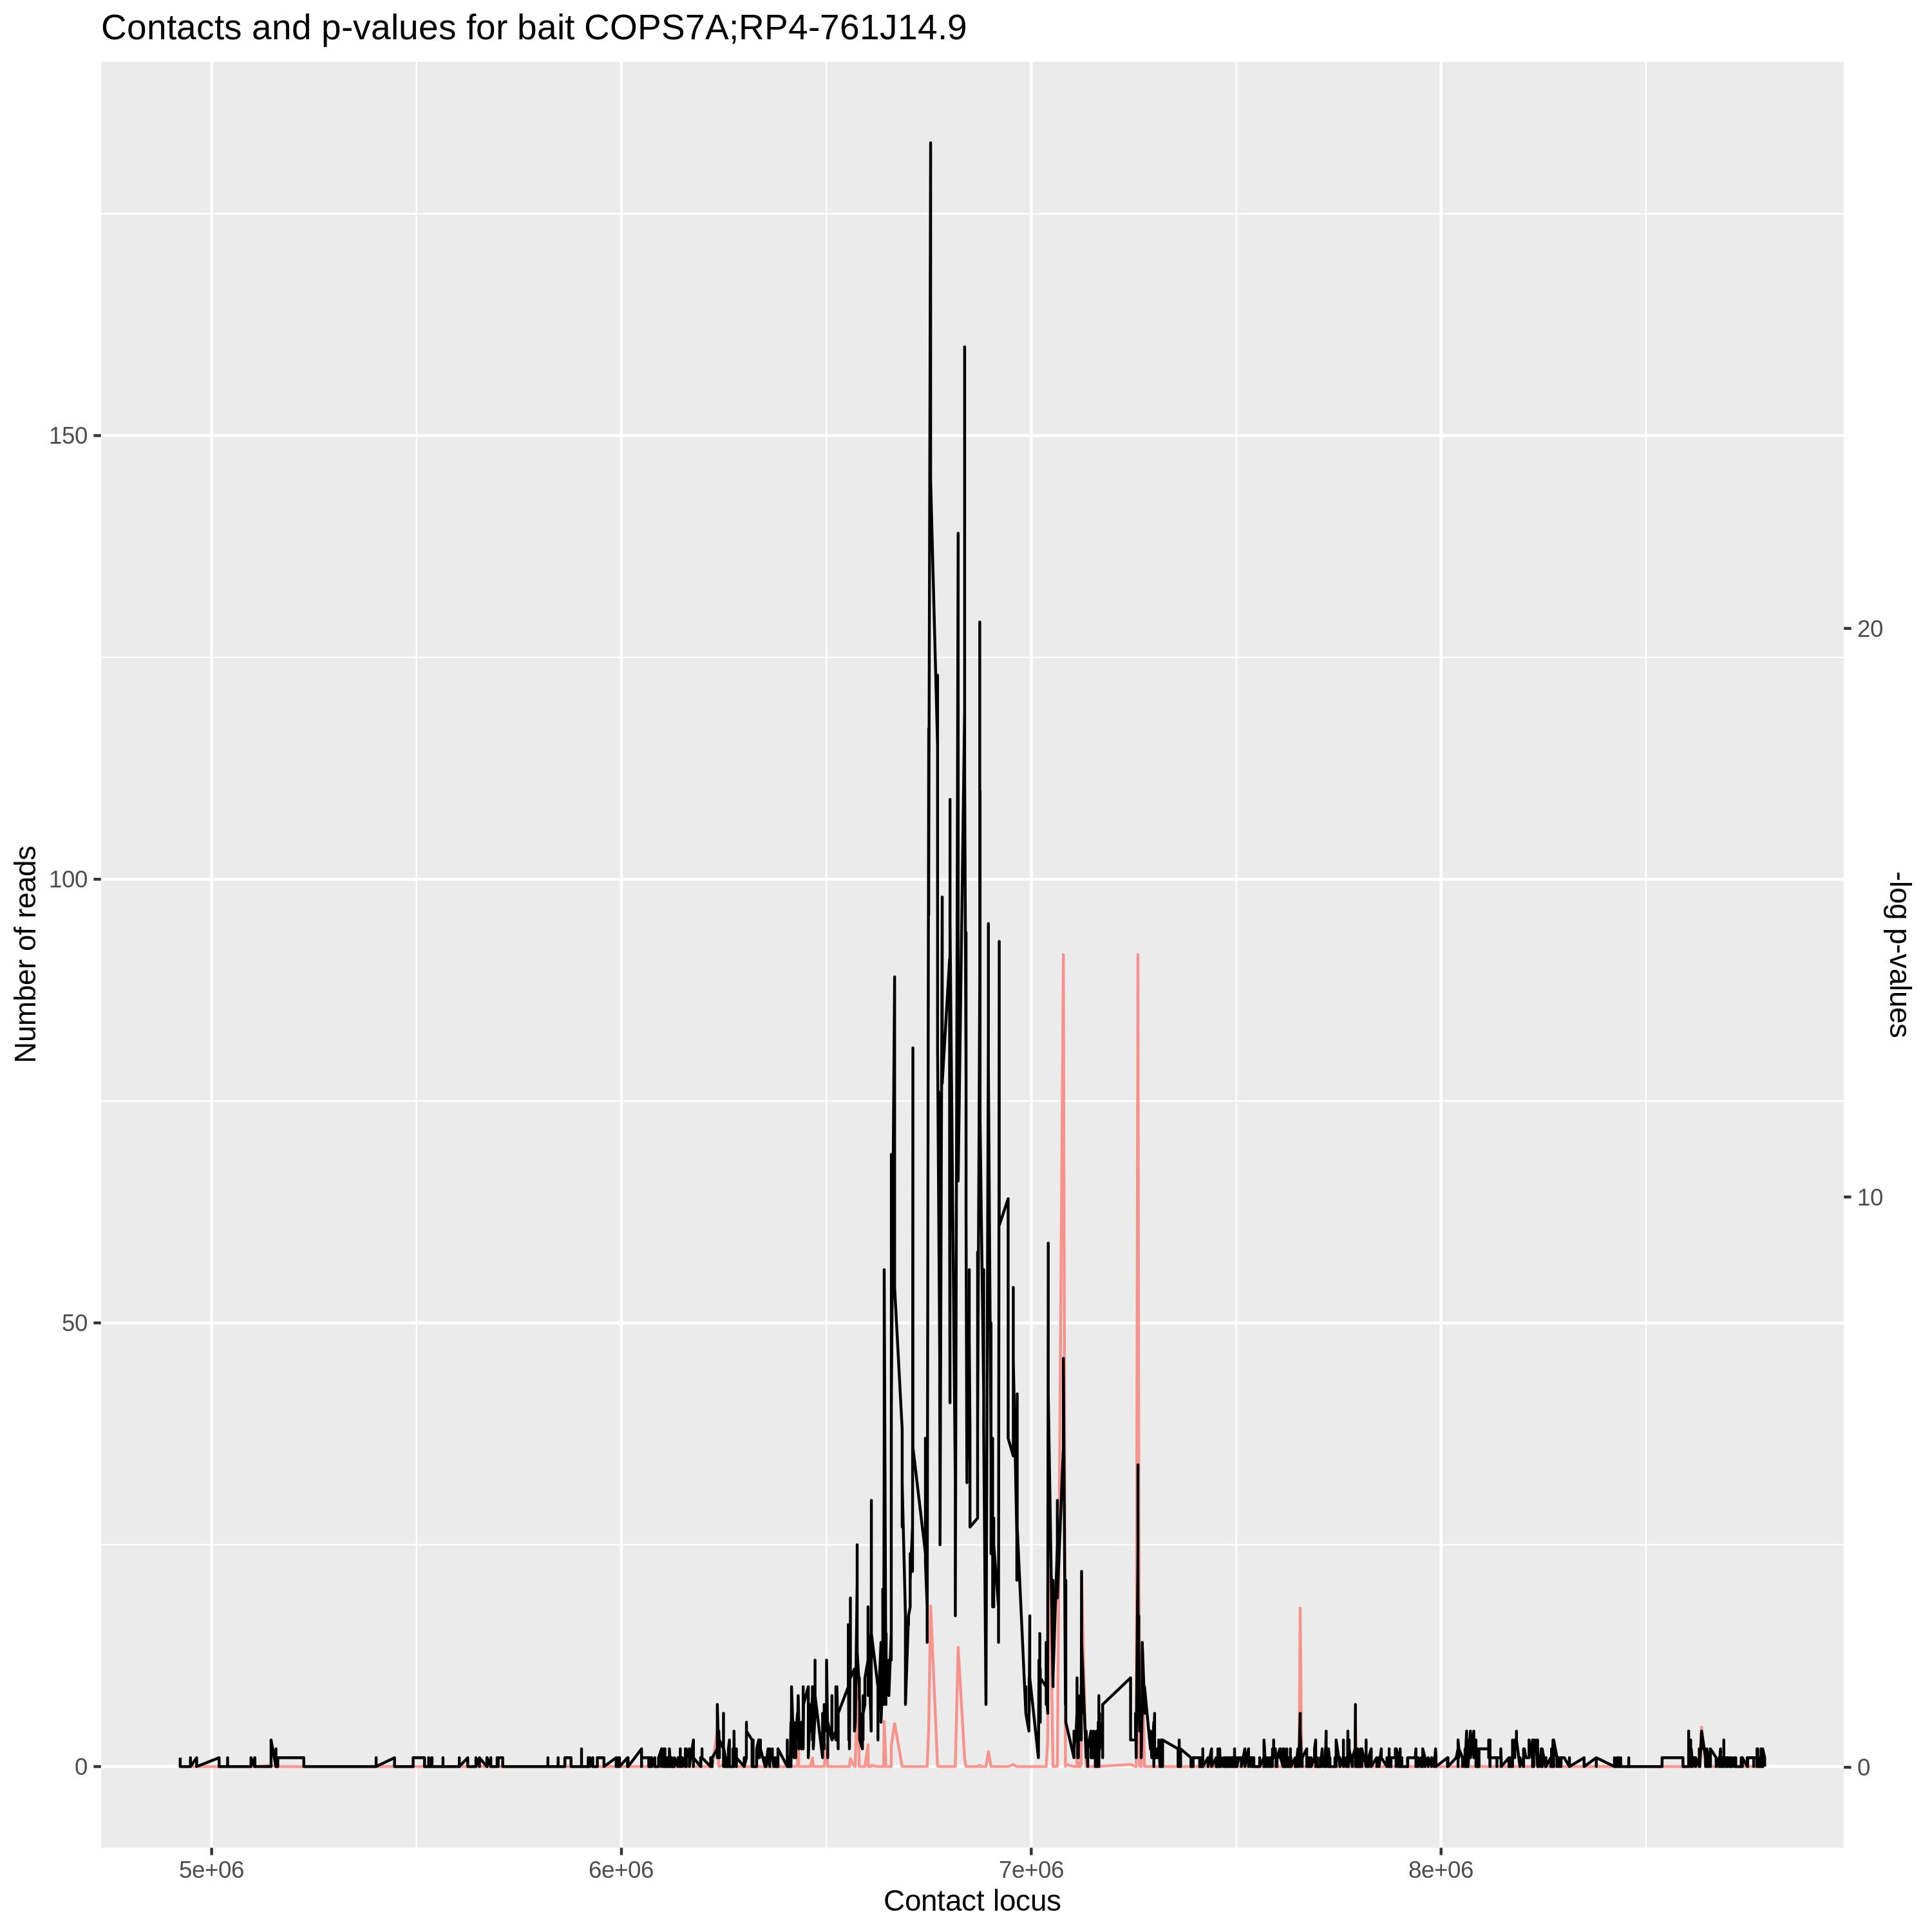 Contacts and p-values for bait COPS7A;RP4-761J14.9
Number of reads
150
100
50
0
20
10
0
-log p-values
5e+06
6e+06
7e+06
8e+06
Contact locus